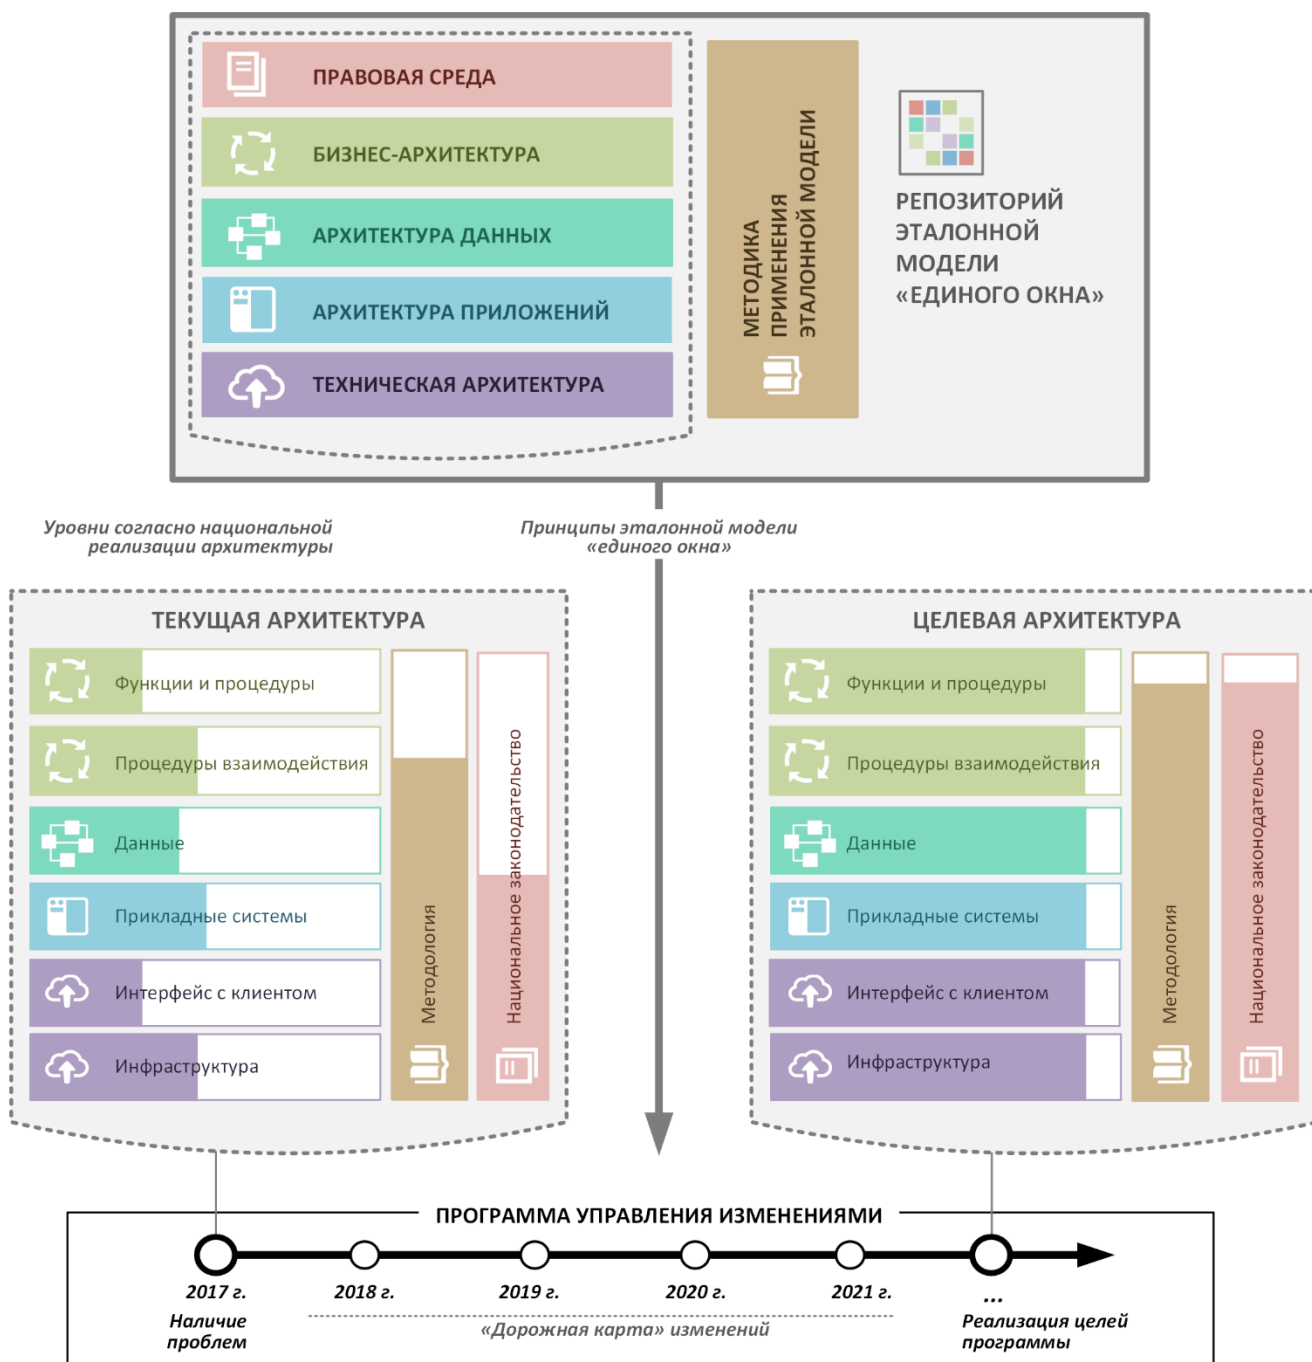 ПРАВОВАЯ СРЕДА
БИЗНЕС-АРХИТЕКТУРА
АРХИТЕКТУРА ДАННЫХ
АРХИТЕКТУРА ПРИЛОЖЕНИЙ
ТЕХНИЧЕСКАЯ АРХИТЕКТУРА
МЕТОДИКА
ПРИМЕНЕНИЯ
ЭТАЛОННОЙ МОДЕЛИ
РЕПОЗИТОРИЙ
ЭТАЛОННОЙ
МОДЕЛИ
«ЕДИНОГО ОКНА»
Уровни согласно национальной
реализации архитектуры
Принципы эталонной модели
«единого окна»
ТЕКУЩАЯ АРХИТЕКТУРА
Функции и процедуры
Процедуры взаимодействия
Данные
Прикладные системы
Интерфейс с клиентом
Инфраструктура
Методология
Национальное законодательство
ЦЕЛЕВАЯ АРХИТЕКТУРА
Функции и процедуры
Процедуры взаимодействия
Данные
Прикладные системы
Интерфейс с клиентом
Инфраструктура
Методология
Национальное законодательство
ПРОГРАММА УПРАВЛЕНИЯ ИЗМЕНЕНИЯМИ
2017 г.
2018 г.
2019 г.
2020 г.
2021 г.
...
Наличие
проблем
«Дорожная карта» изменений
Реализация целей
программы